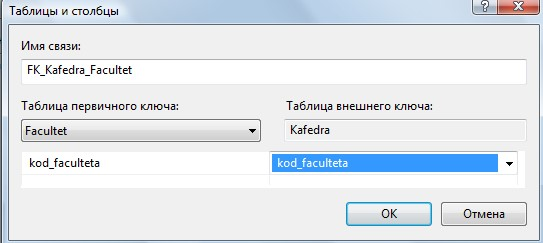 Таблицы и столбцы
Имя связи:
FK_Kafedra_Facultet
Таблица первичного ключа:
Таблица внешнего ключа:
Facultet
Kafedra
kod_faculteta
kod_faculteta
OK
Отмена